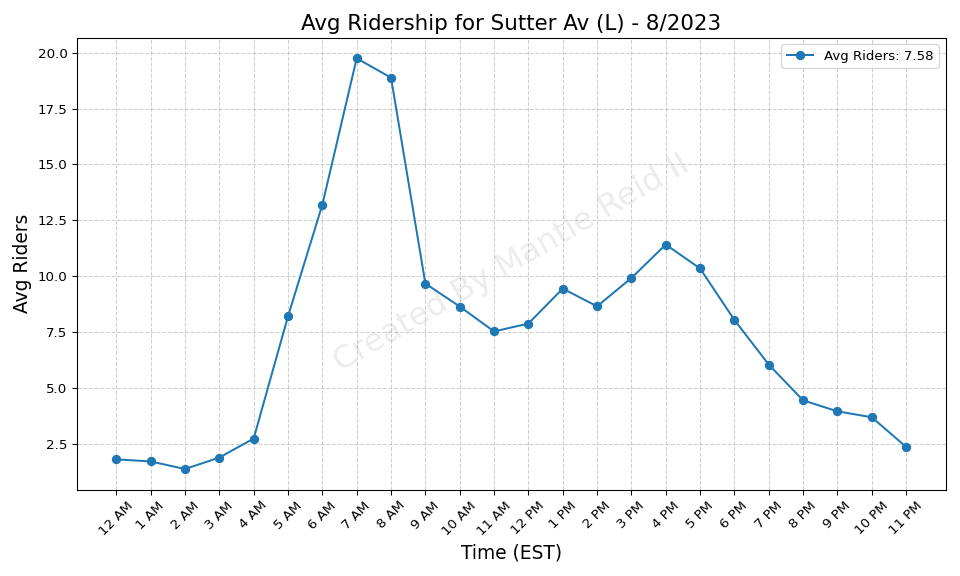 Avg Ridership for Sutter Av (L) - 8/2023
Avg Riders: 7.58
20.0
17.5
15.0
12.5
10.0
7.5
5.0
2.5
Avg Riders
Created By Mantie Reid II
12 AM
1 AM
2 AM
3 AM
4 AM
5 AM
6 AM
7 AM
8 AM
9 AM
10 AM
11 AM
12 PM
1 PM
2 PM
3 PM
4 PM
5 PM
6 PM
7 PM
8 PM
9 PM
10 PM
11 PM
Time (EST)